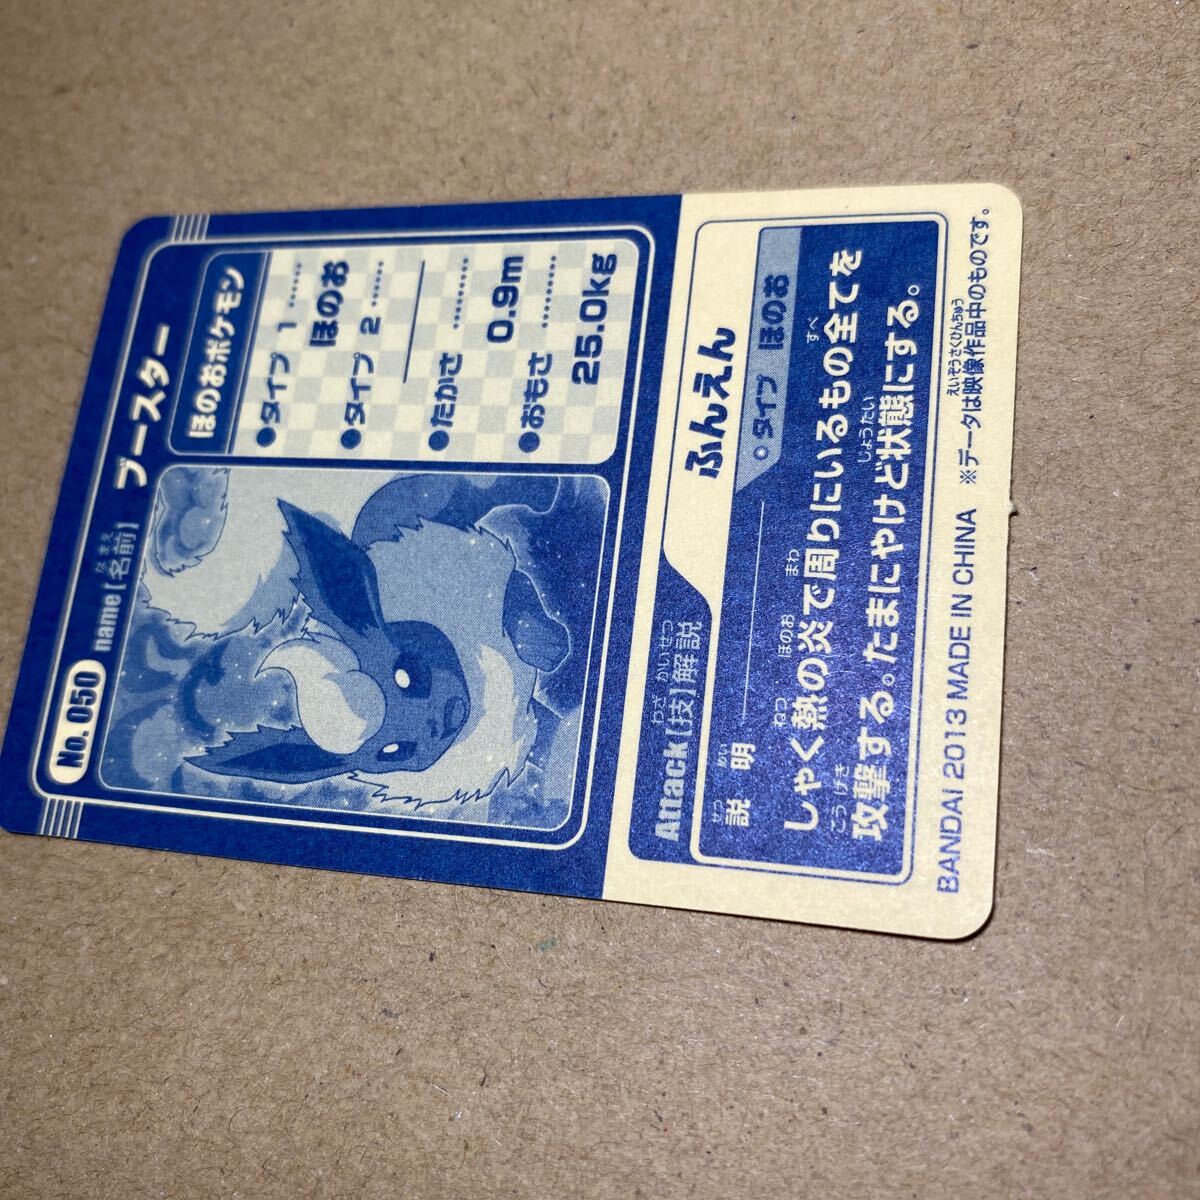 No. 050
なまえ
name【名前】 ブースター
ほのおポケモン
●タイプ 1 ……
ほのお
●タイプ 2 ……
●たかさ ………
0.9m
●おもさ ………
25.0kg
わざ かいせつ
Attack【技】解説 ふんえん
せつ めい
説 明 ○タイプ ほのお
ねつ ほのお まわ すべ
しゃく熱の炎で周りにいるもの全てを
こうげき じょうたい
攻撃する。たまにやけど状態にする。
えいぞうさくひんちゅう
BANDAI 2013 MADE IN CHINA ※データは映像作品中のものです。